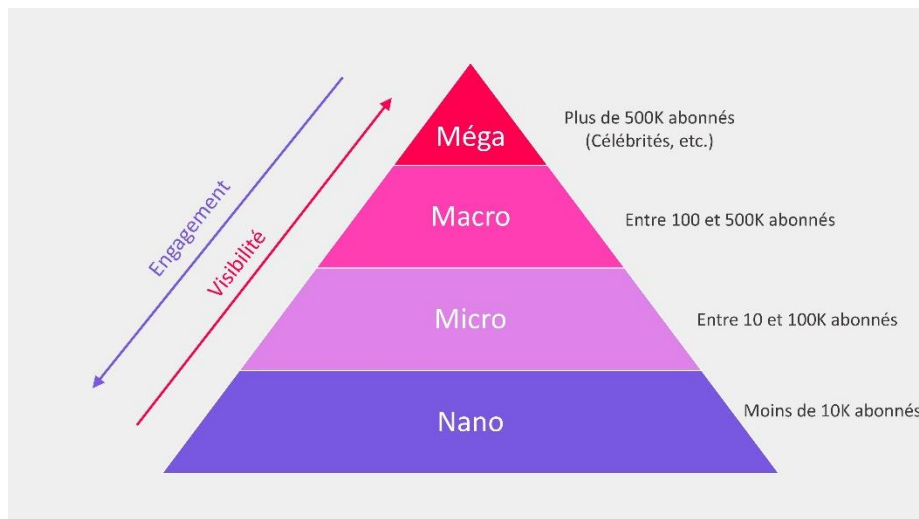 Engagement
Visibilité
Méga
Plus de 500K abonnés
(Célébrités, etc.)
Macro
Entre 100 et 500K abonnés
Micro
Entre 10 et 100K abonnés
Nano
Moins de 10K abonnés